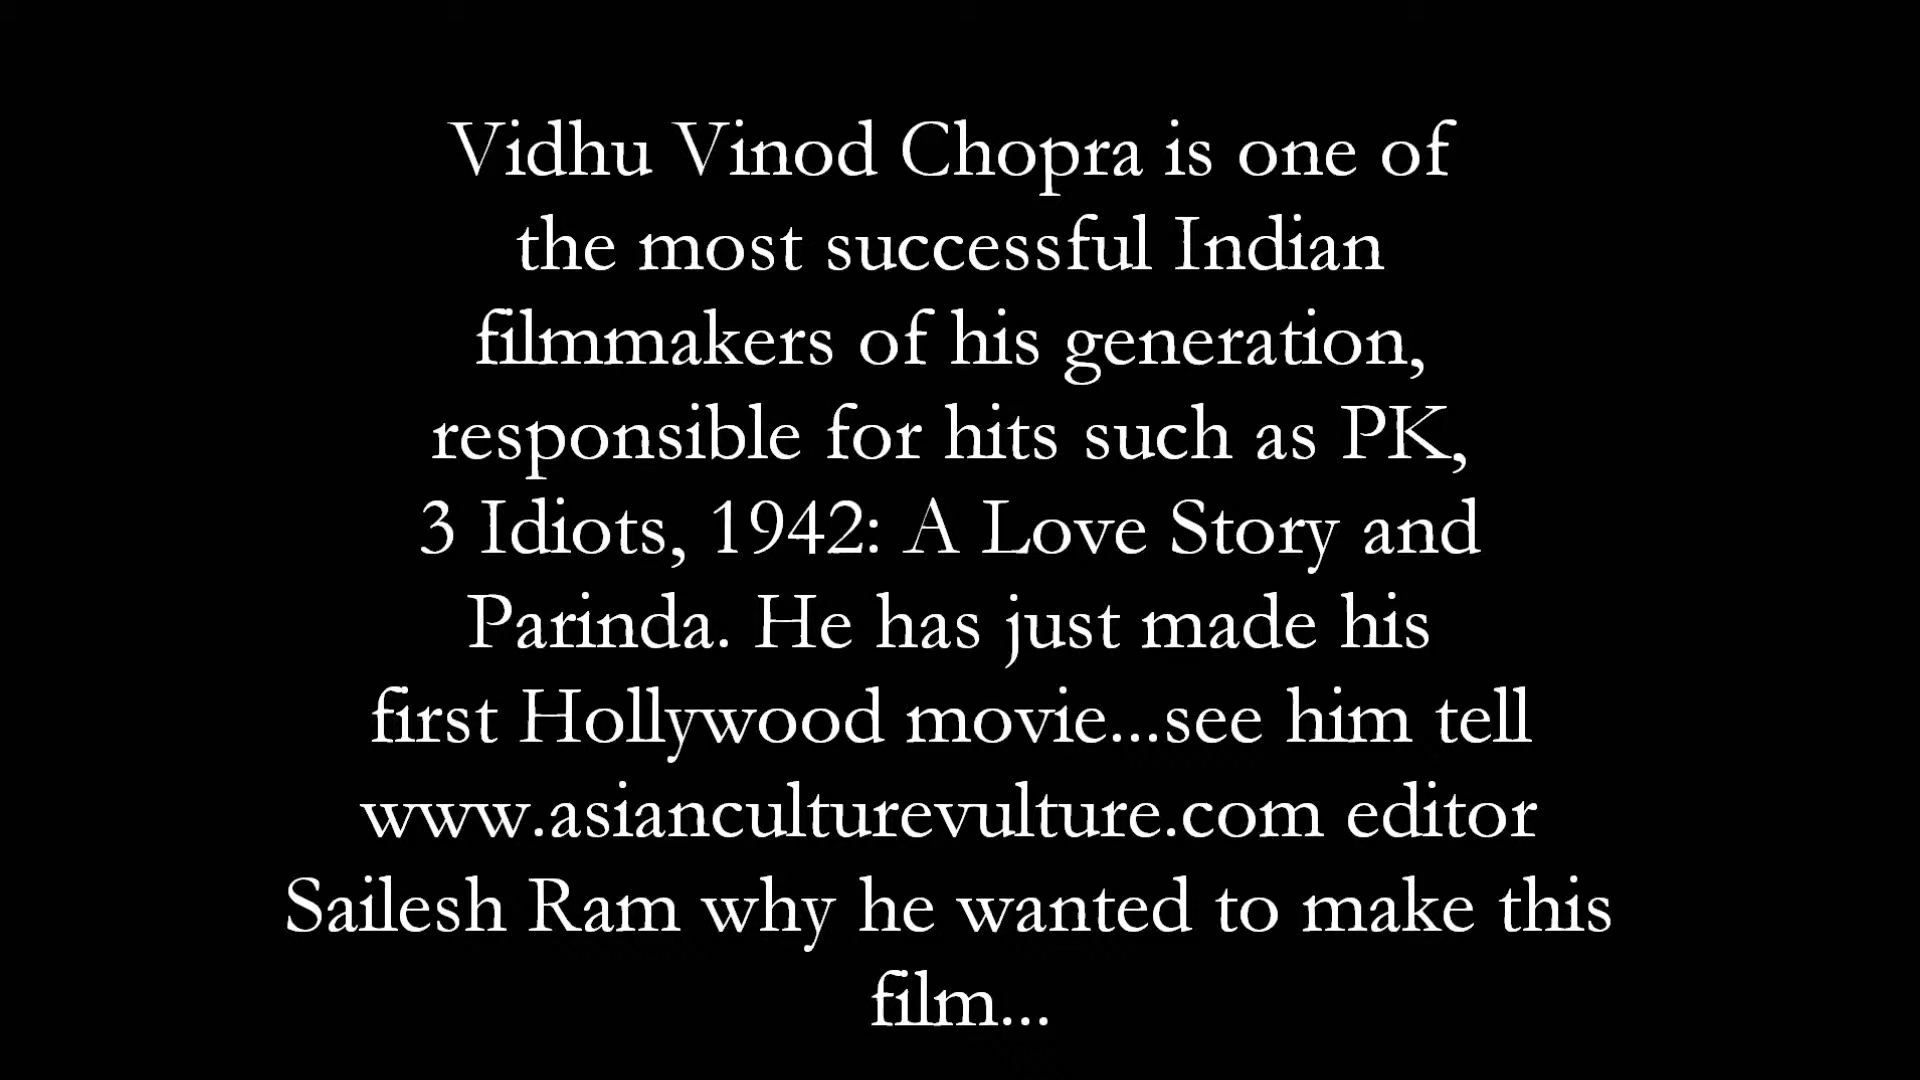 Vidhu Vinod Chopra is one of
the most successful Indian
filmmakers of his generation,
responsible for hits such as PK,
3 Idiots, 1942: A Love Story and
Parinda. He has just made his
first Hollywood movie...see him tell
www.asianculturevulture.com editor
Sailesh Ram why he wanted to make this
film...